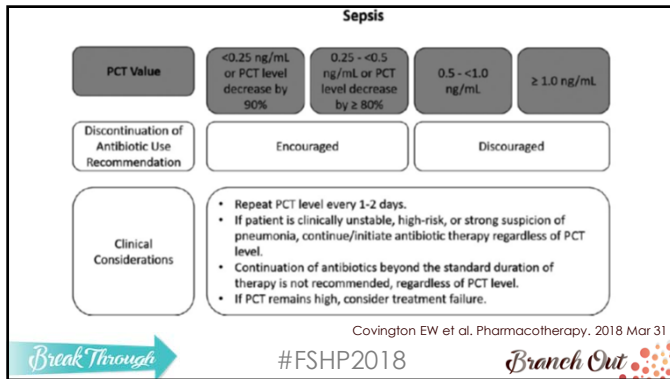 Sepsis
PCT Value
<0.25 ng/mL
or PCT level
decrease by
90%
0.25 - <0.5
ng/mL or PCT
level decrease
by ≥ 80%
0.5 - <1.0
ng/mL
≥ 1.0 ng/mL
Discontinuation of
Antibiotic Use
Recommendation
Encouraged
Discouraged
Clinical
Considerations
• Repeat PCT level every 1-2 days.
• If patient is clinically unstable, high-risk, or strong suspicion of
pneumonia, continue/initiate antibiotic therapy regardless of PCT
level.
• Continuation of antibiotics beyond the standard duration of
therapy is not recommended, regardless of PCT level.
• If PCT remains high, consider treatment failure.
Covington EW et al. Pharmacotherapy. 2018 Mar 31
Break Through
#FSHP2018
Branch Out